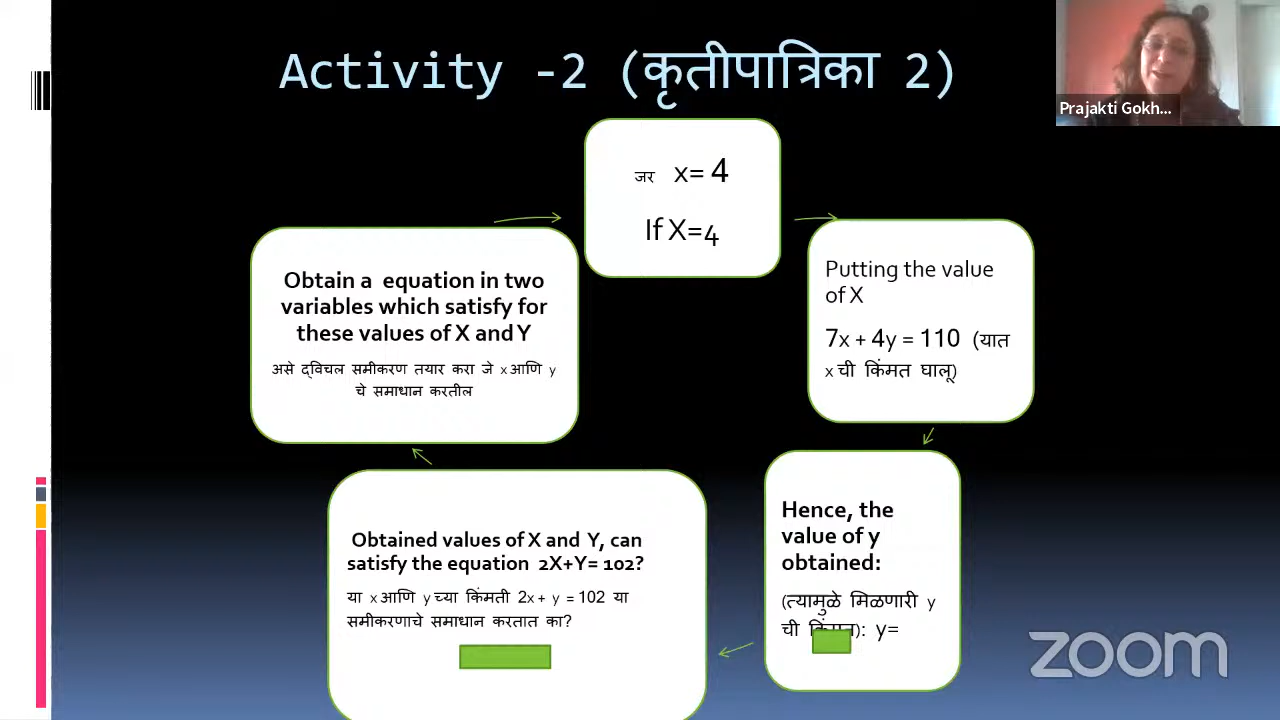 Activity -2 (कृतीपात्रिका 2)
Prajakti Gokh...
जर x= 4
If X=4
Putting the value
of X
7x + 4y = 110 (यात
x ची किंमत घालू)
Hence, the
value of y
obtained:
(त्यामुळे मिळणारी y
ची किंमत): y=
Obtained values of X and Y, can
satisfy the equation 2X+Y= 102?
या x आणि y च्या किंमती 2x + y = 102 या
समीकरणाचे समाधान करतात का?
Obtain a equation in two
variables which satisfy for
these values of X and Y
असे द्विचल समीकरण तयार करा जे x आणि y
चे समाधान करतील
zoom